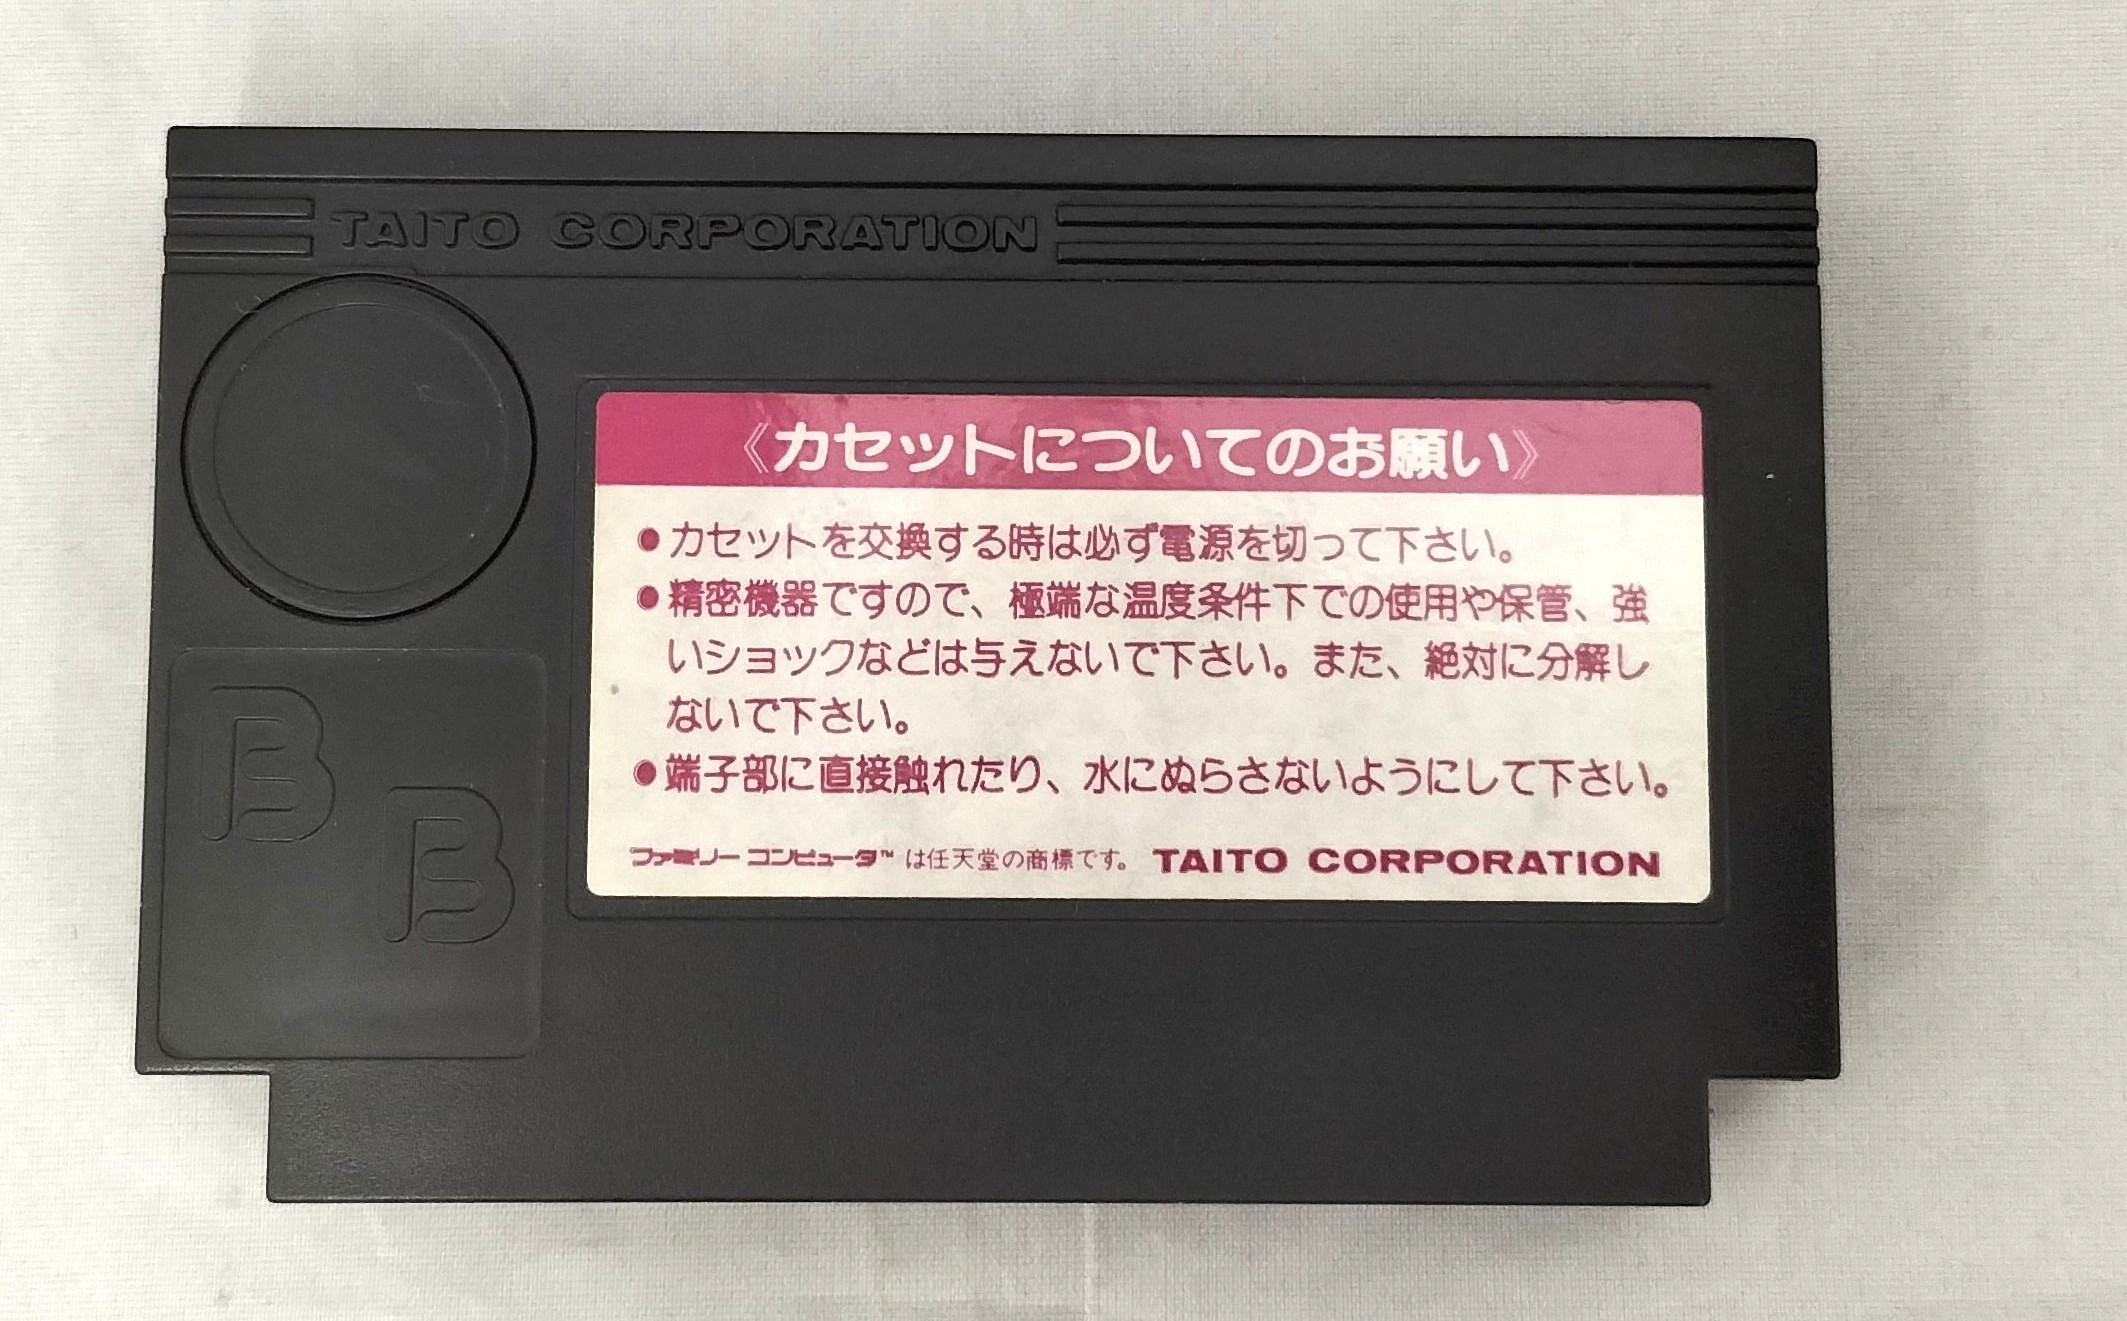 TAITO CORPORATION
《カセットについてのお願い》
●カセットを交換する時は必ず電源を切って下さい。
●精密機器ですので、極端な温度条件下での使用や保管、強
いショックなどは与えないで下さい。また、絶対に分解し
ないで下さい。
●端子部に直接触れたり、水にぬらさないようにして下さい。
ファミリーコンピュータ™は任天堂の商標です。 TAITO CORPORATION
B
B